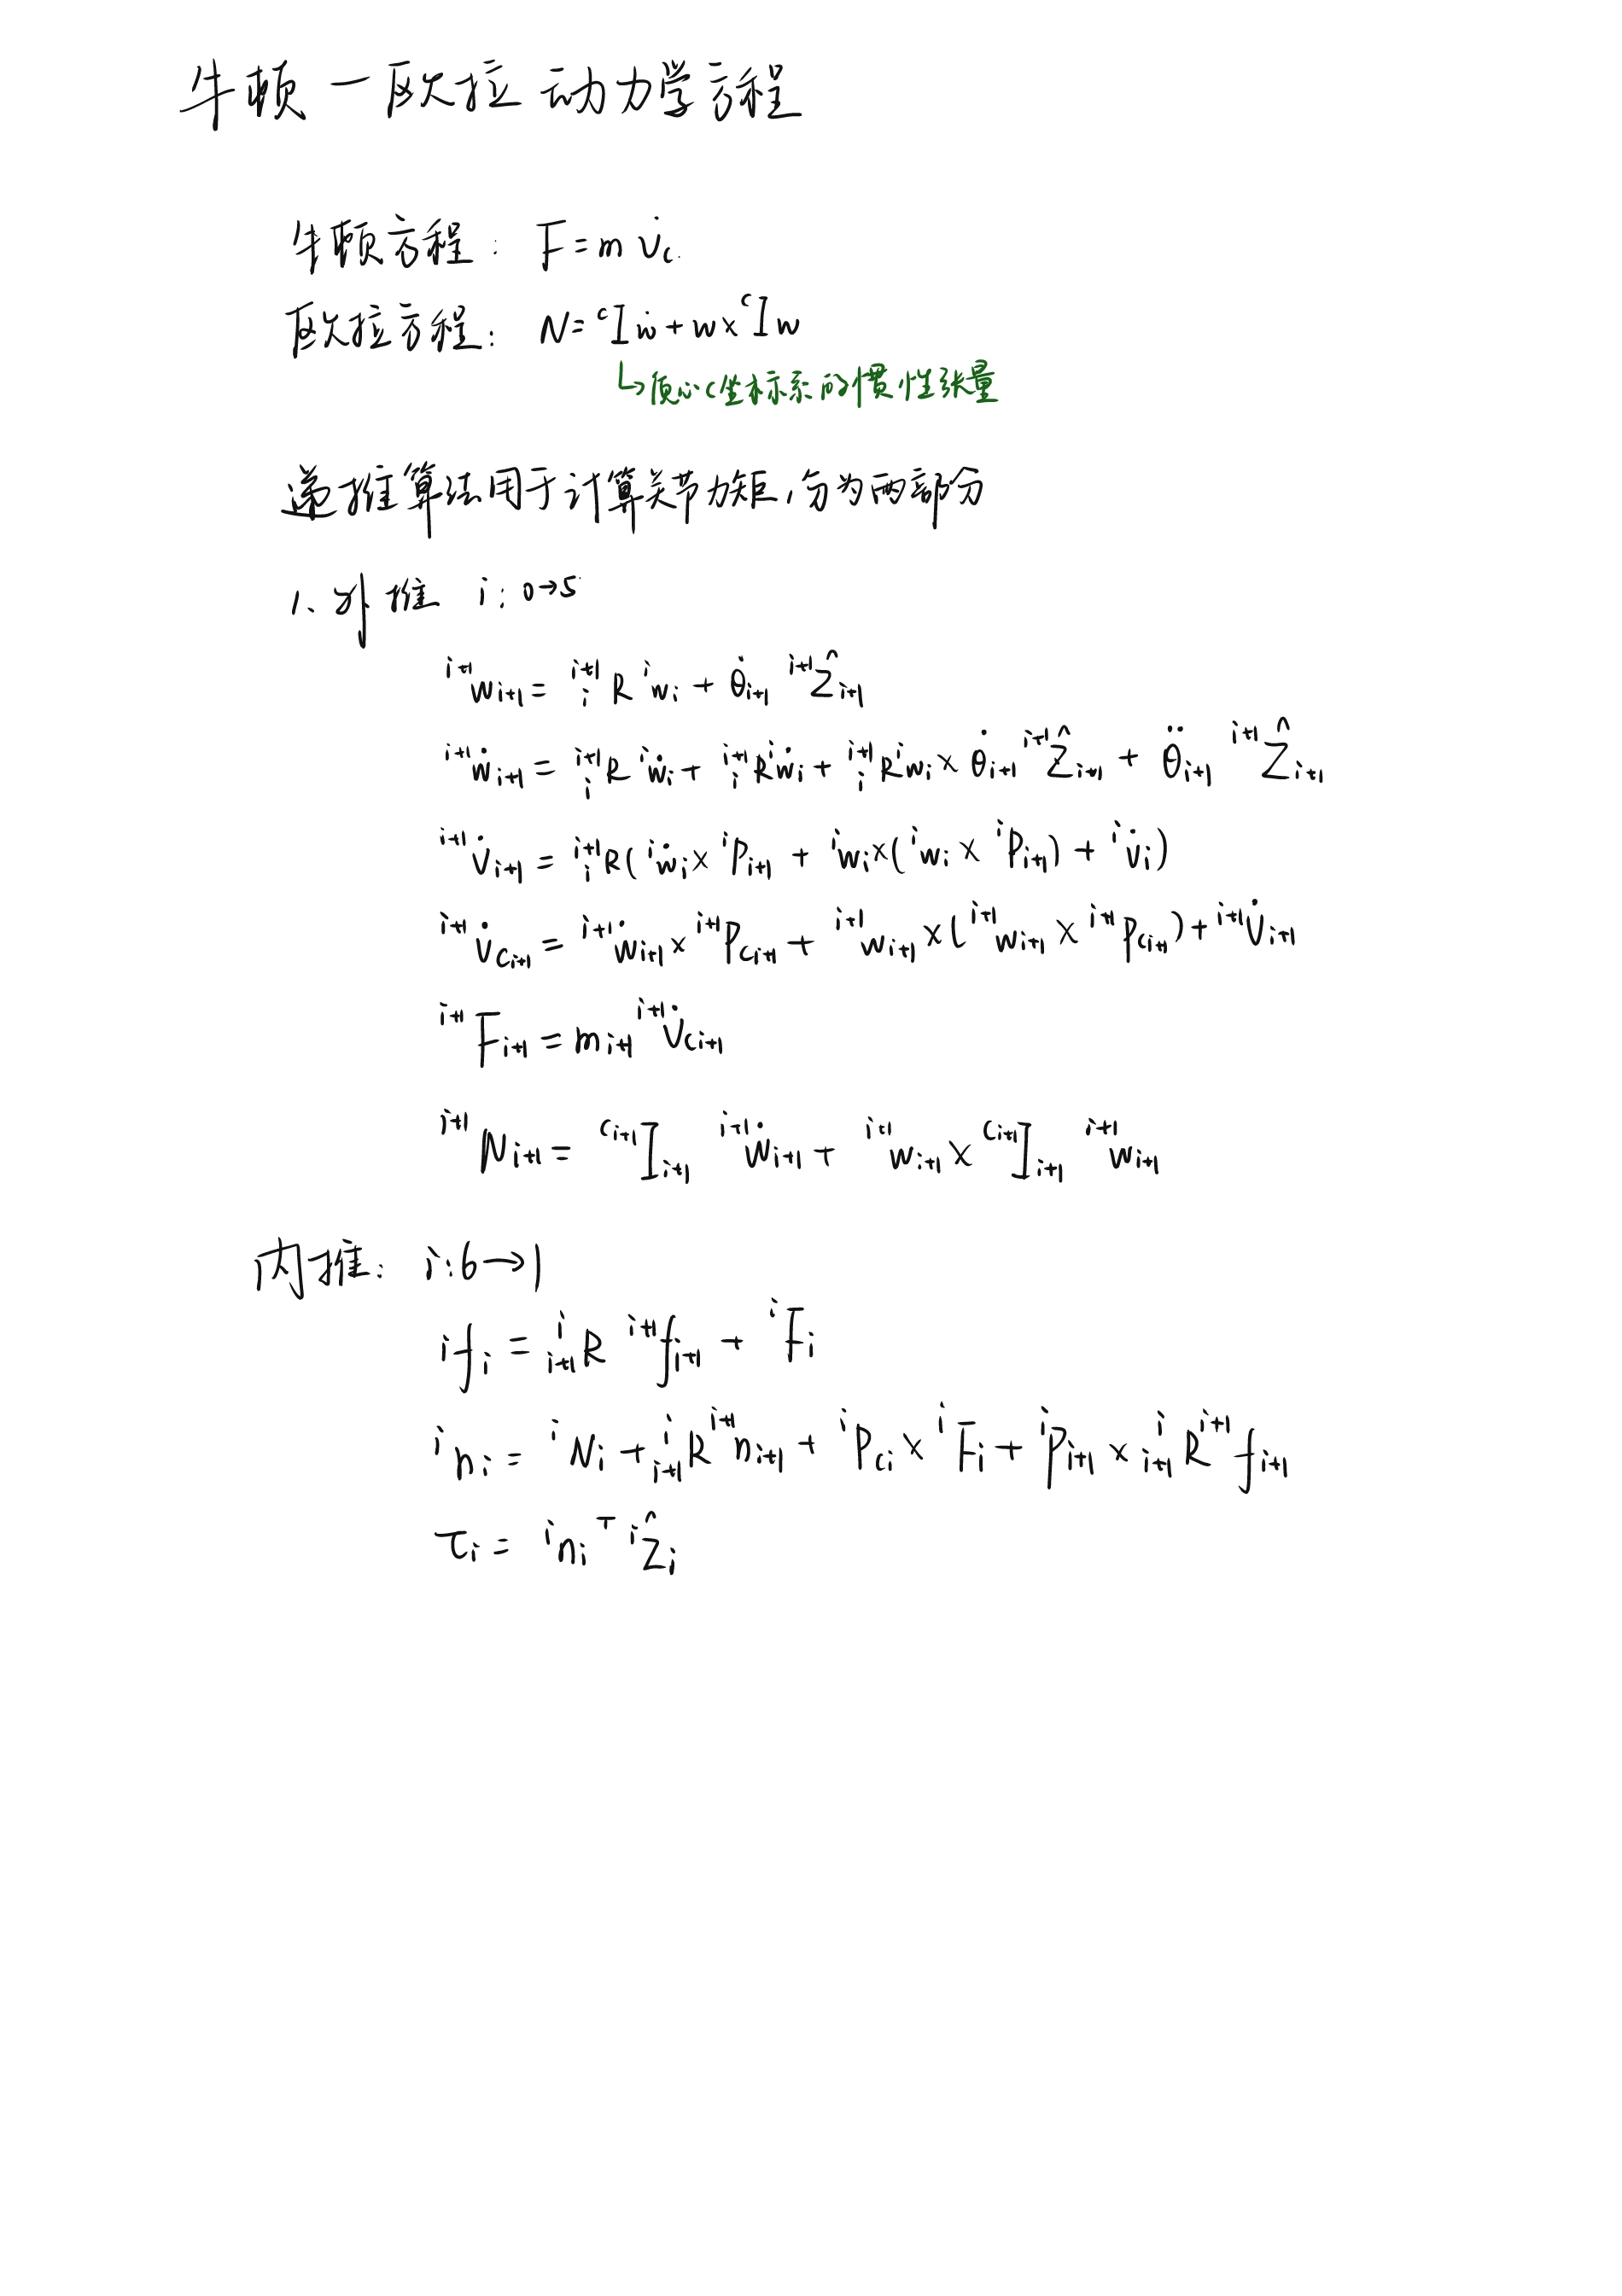 牛顿—欧拉动力学方程
牛顿方程: $F = m\dot{v}_c$
欧拉方程: $N = {}^{c}I\dot{w} + w \times {}^{c}Iw$
↳质心C坐标系的惯性张量
递推算法用于计算关节力矩,分为两部分
1、外推 i: 0→5
${}^{i+1}w_{i+1} = {}^{i+1}_{i}R\,{}^{i}w_i + \dot{\theta}_{i+1}\,{}^{i+1}\hat{Z}_{i+1}$
${}^{i+1}\dot{w}_{i+1} = {}^{i+1}_{i}R\,{}^{i}\dot{w}_i + {}^{i+1}_{i}R\,{}^{i}\dot{w}_i + {}^{i+1}_{i}R\,{}^{i}w_i \times \dot{\theta}_{i+1}\,{}^{i+1}\hat{Z}_{i+1} + \ddot{\theta}_{i+1}\,{}^{i+1}\hat{Z}_{i+1}$
${}^{i+1}\dot{v}_{i+1} = {}^{i+1}_{i}R({}^{i}\dot{w}_i \times {}^{i}P_{i+1} + {}^{i}w_i \times ({}^{i}w_i \times {}^{i}P_{i+1}) + {}^{i}\dot{v}_i)$
${}^{i+1}\dot{v}_{c_{i+1}} = {}^{i+1}\dot{w}_{i+1} \times {}^{i+1}P_{c_{i+1}} + {}^{i+1}w_{i+1} \times ({}^{i+1}w_{i+1} \times {}^{i+1}P_{c_{i+1}}) + {}^{i+1}\dot{v}_{i+1}$
${}^{i+1}F_{i+1} = m_{i+1}\,{}^{i+1}\dot{v}_{c_{i+1}}$
${}^{i+1}N_{i+1} = {}^{c_{i+1}}I_{i+1}\,{}^{i+1}\dot{w}_{i+1} + {}^{i+1}w_{i+1} \times {}^{c_{i+1}}I_{i+1}\,{}^{i+1}w_{i+1}$
内推: i: 6→1
${}^{i}f_i = {}^{i}_{i+1}R\,{}^{i+1}f_{i+1} + {}^{i}F_i$
${}^{i}n_i = {}^{i}N_i + {}^{i}_{i+1}R\,{}^{i+1}n_{i+1} + {}^{i}P_{c_i} \times {}^{i}F_i + {}^{i}P_{i+1} \times {}^{i}_{i+1}R\,{}^{i+1}f_{i+1}$
$\tau_i = {}^{i}n_i^{T}\,{}^{i}\hat{Z}_i$